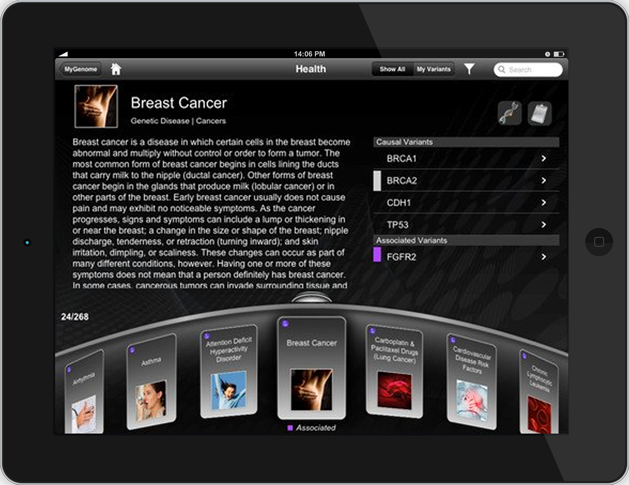 14:06 PM
MyGenome
Health
Show All
My Variants
Search
Breast Cancer
Genetic Disease | Cancers
Breast cancer is a disease in which certain cells in the breast become
abnormal and multiply without control or order to form a tumor. The
most common form of breast cancer begins in cells lining the ducts
that carry milk to the nipple (ductal cancer). Other forms of breast
cancer begin in the glands that produce milk (lobular cancer) or in
other parts of the breast. Early breast cancer usually does not cause
pain and may exhibit no noticeable symptoms. As the cancer
progresses, signs and symptoms can include a lump or thickening in
or near the breast; a change in the size or shape of the breast; nipple
discharge, tenderness, or retraction (turning inward); and skin
irritation, dimpling, or scaliness. These changes can occur as part of
many different conditions, however. Having one or more of these
symptoms does not mean that a person definitely has breast cancer.
In some cases, cancerous tumors can invade surrounding tissue and
Causal Variants
BRCA1
BRCA2
CDH1
TP53
Associated Variants
FGFR2
24/268
Arrhythmia
Asthma
Attention Deficit
Hyperactivity
Disorder
Breast Cancer
Carboplatin &
Paclitaxel Drugs
(Lung Cancer)
Cardiovascular
Disease Risk
Factors
Chronic
Lymphocytic
Leukemia
Associated